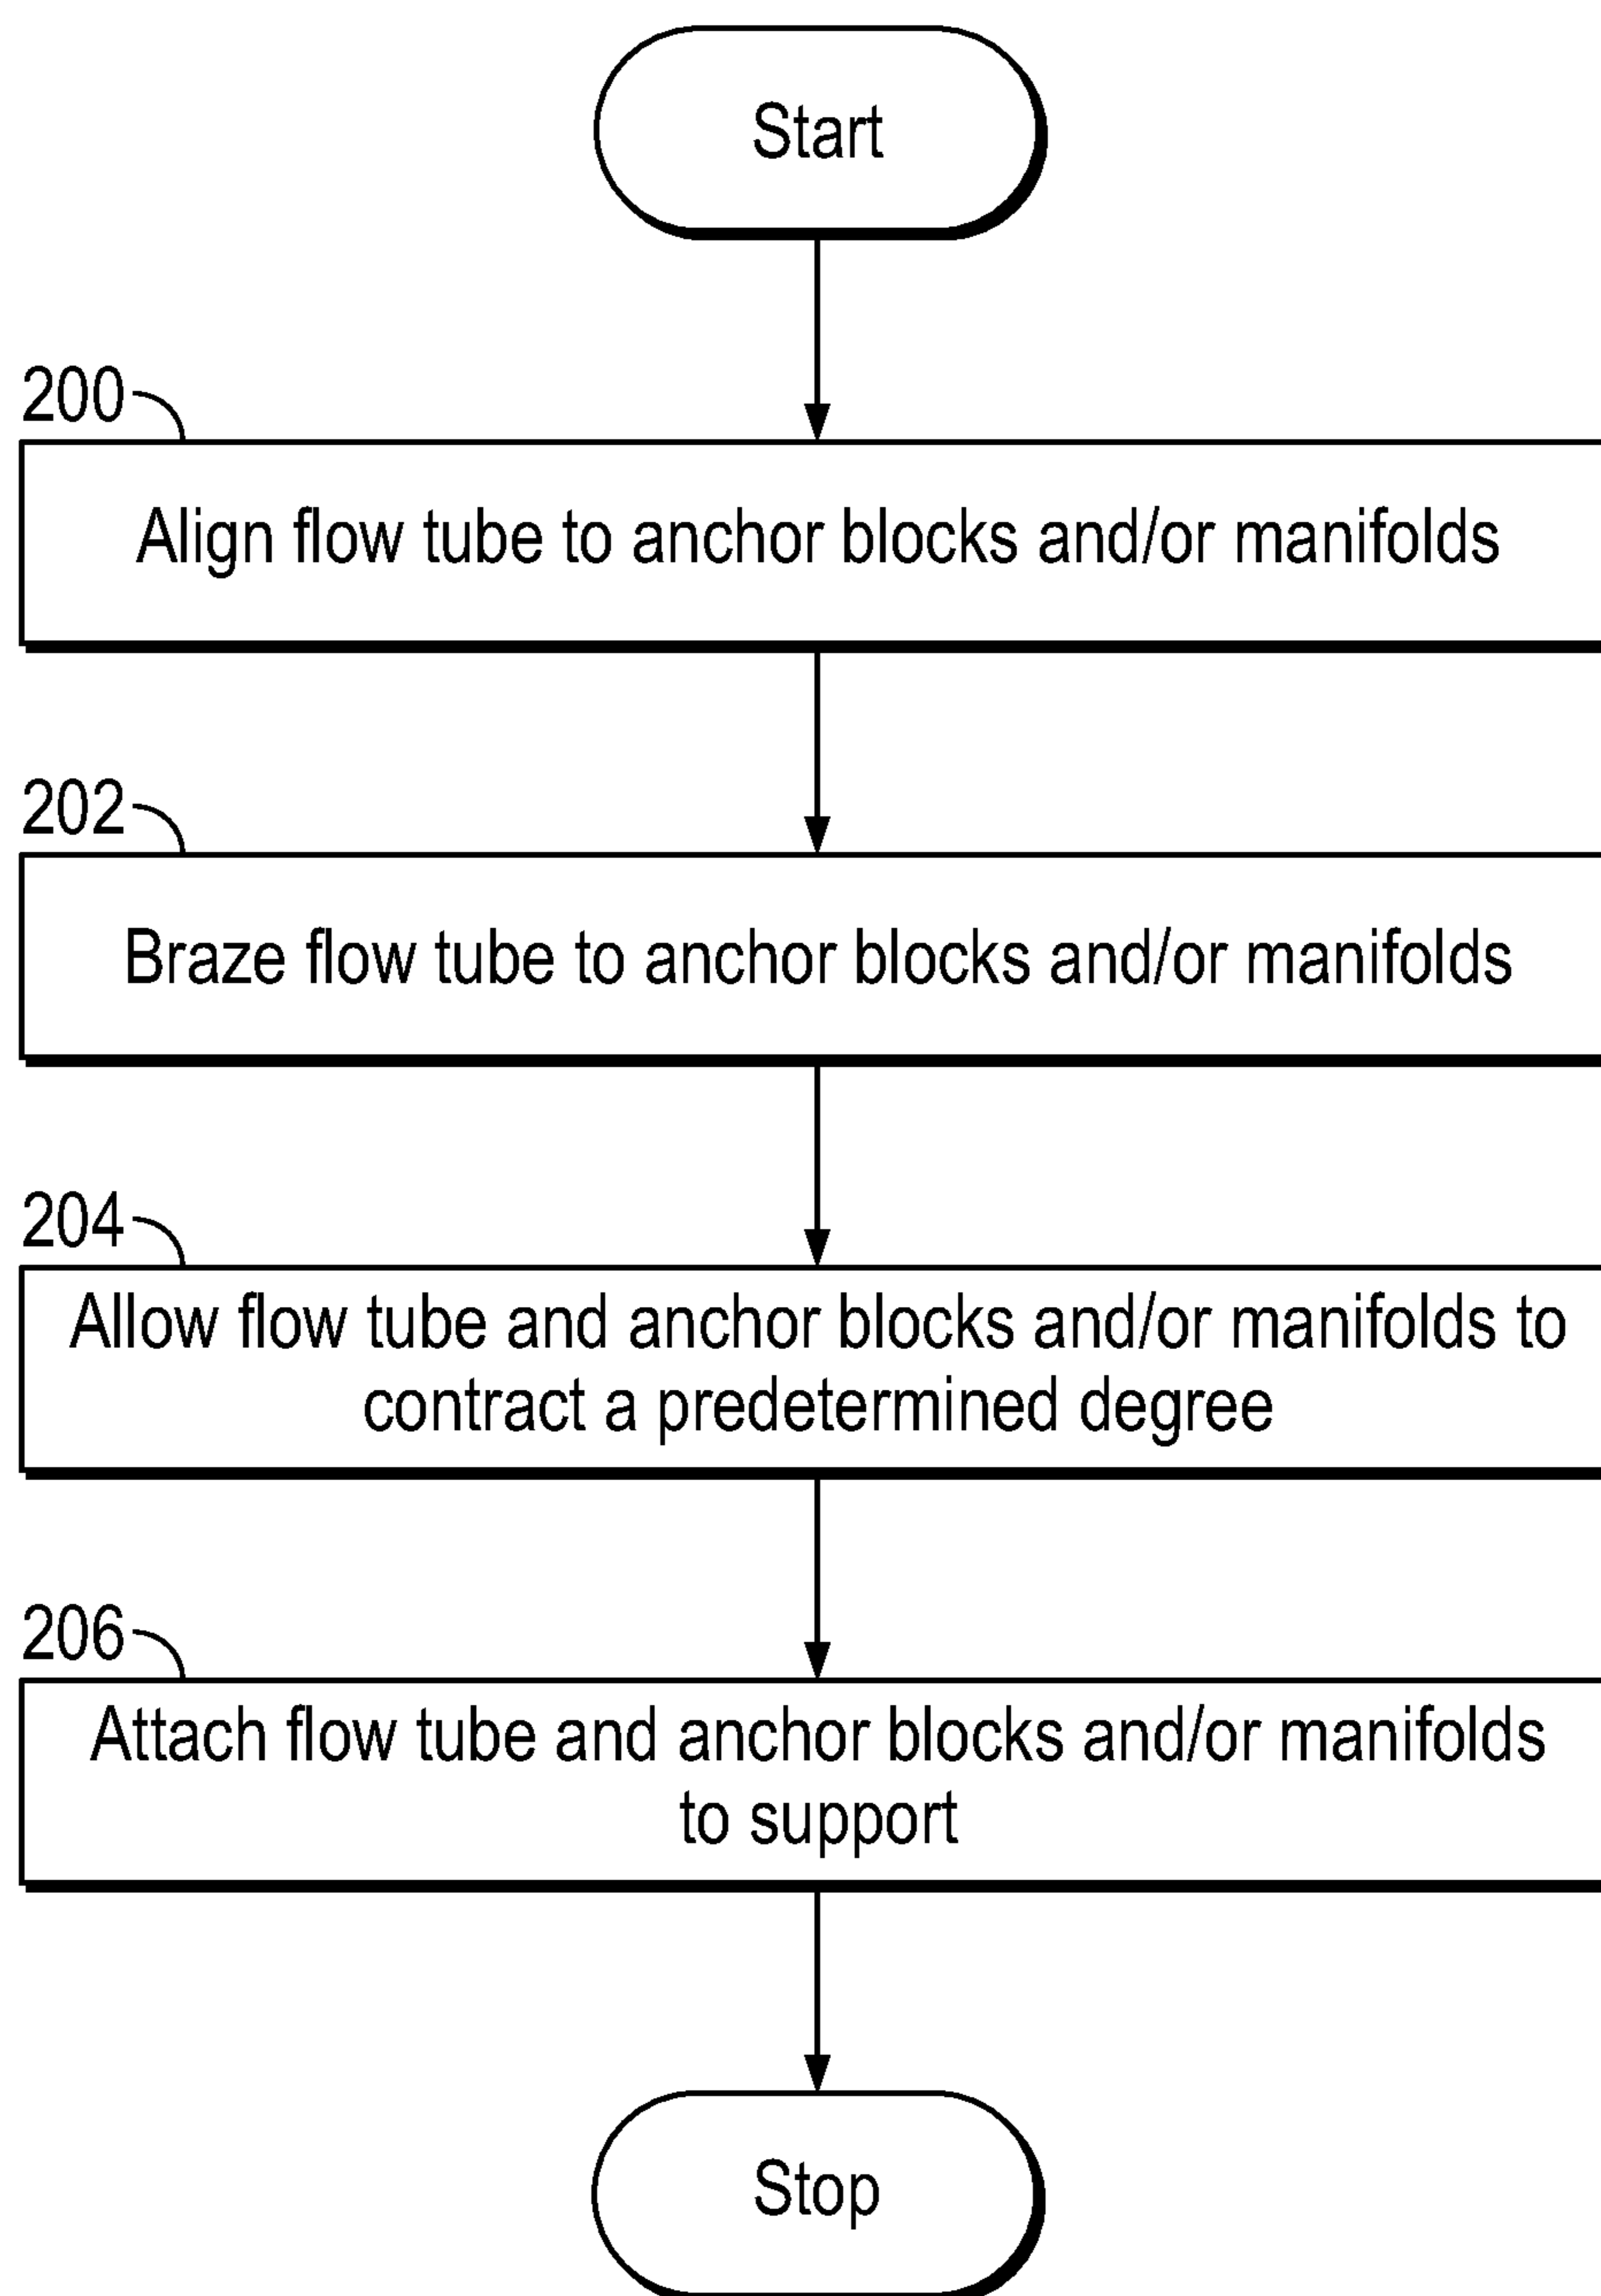 Start
200
Align flow tube to anchor blocks and/or manifolds
202
Braze flow tube to anchor blocks and/or manifolds
204
Allow flow tube and anchor blocks and/or manifolds to
contract a predetermined degree
206
Attach flow tube and anchor blocks and/or manifolds
to support
Stop